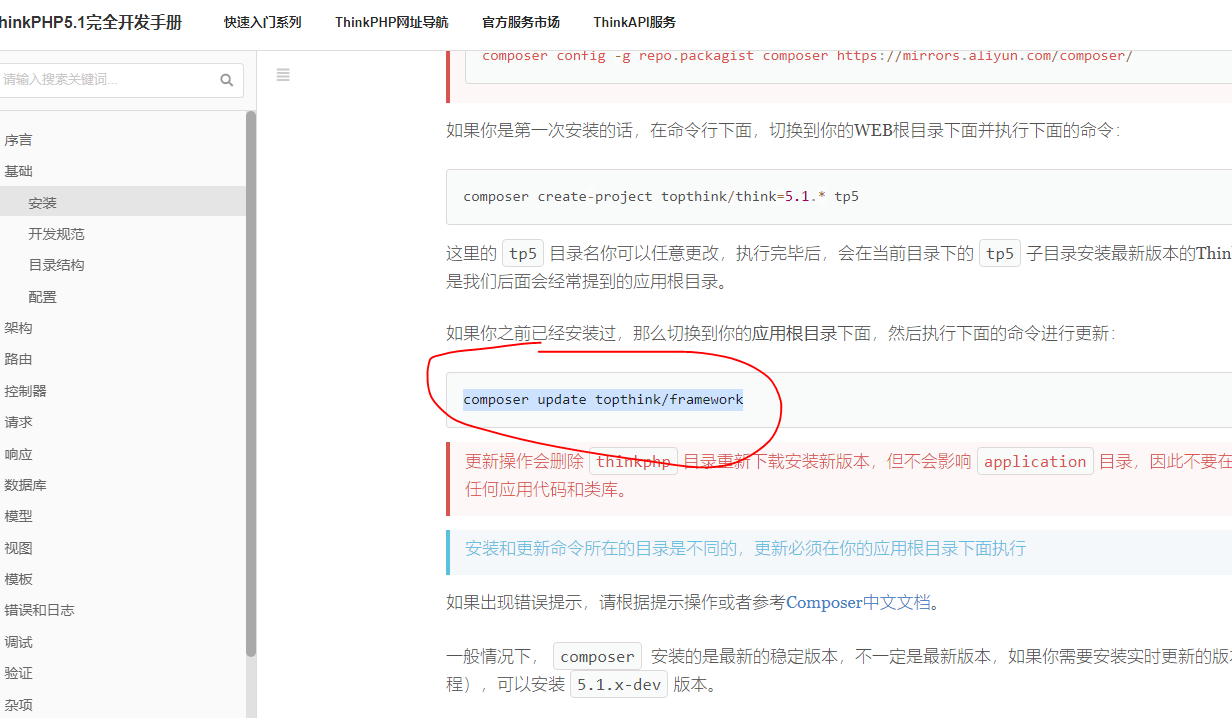 hinkPHP5.1完全开发手册
快速入门系列
ThinkPHP网址导航
官方服务市场
ThinkAPI服务
请输入搜索关键词...
序言
基础
安装
开发规范
目录结构
配置
架构
路由
控制器
请求
响应
数据库
模型
视图
模板
错误和日志
调试
验证
杂项
composer config -g repo.packagist composer https://mirrors.aliyun.com/composer/
如果你是第一次安装的话，在命令行下面，切换到你的WEB根目录下面并执行下面的命令：
composer create-project topthink/think=5.1.* tp5
这里的 tp5 目录名你可以任意更改，执行完毕后，会在当前目录下的 tp5 子目录安装最新版本的Thin
是我们后面会经常提到的应用根目录。
如果你之前已经安装过，那么切换到你的应用根目录下面，然后执行下面的命令进行更新：
composer update topthink/framework
更新操作会删除 thinkphp 目录重新下载安装新版本，但不会影响 application 目录，因此不要在
任何应用代码和类库。
安装和更新命令所在的目录是不同的，更新必须在你的应用根目录下面执行
如果出现错误提示，请根据提示操作或者参考Composer中文文档。
一般情况下， composer 安装的是最新的稳定版本，不一定是最新版本，如果你需要安装实时更新的版本
程），可以安装 5.1.x-dev 版本。